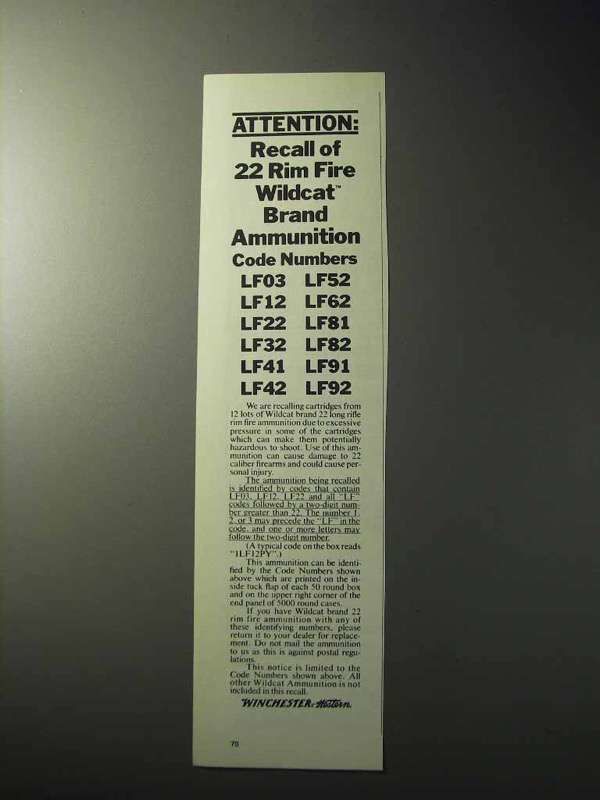 ATTENTION:
Recall of
22 Rim Fire
Wildcat™
Brand
Ammunition
Code Numbers
LF03 LF52
LF12 LF62
LF22 LF81
LF32 LF82
LF41 LF91
LF42 LF92
We are recalling cartridges from
12 lots of Wildcat brand 22 long rifle
rim fire ammunition due to excessive
pressure in some of the cartridges
which can make them potentially
hazardous to shoot. Use of this am-
munition can cause damage to 22
caliber firearms and could cause per-
sonal injury.
The ammunition being recalled
is identified by codes that contain
LF03, LF12, LF22 and all "LF"
codes followed by a two-digit num-
ber greater than 22. The number 1,
2, or 3 may precede the "LF" in the
code, and one or more letters may
follow the two-digit number.
(A typical code on the box reads
"1LF12PY".)
This ammunition can be identi-
fied by the Code Numbers shown
above which are printed on the in-
side tuck flap of each 50 round box
and on the upper right corner of the
end panel of 5000 round cases.
If you have Wildcat brand 22
rim fire ammunition with any of
these identifying numbers, please
return it to your dealer for replace-
ment. Do not mail the ammunition
to us as this is against postal regu-
lations.
This notice is limited to the
Code Numbers shown above. All
other Wildcat Ammunition is not
included in this recall.
WINCHESTER-Western
70